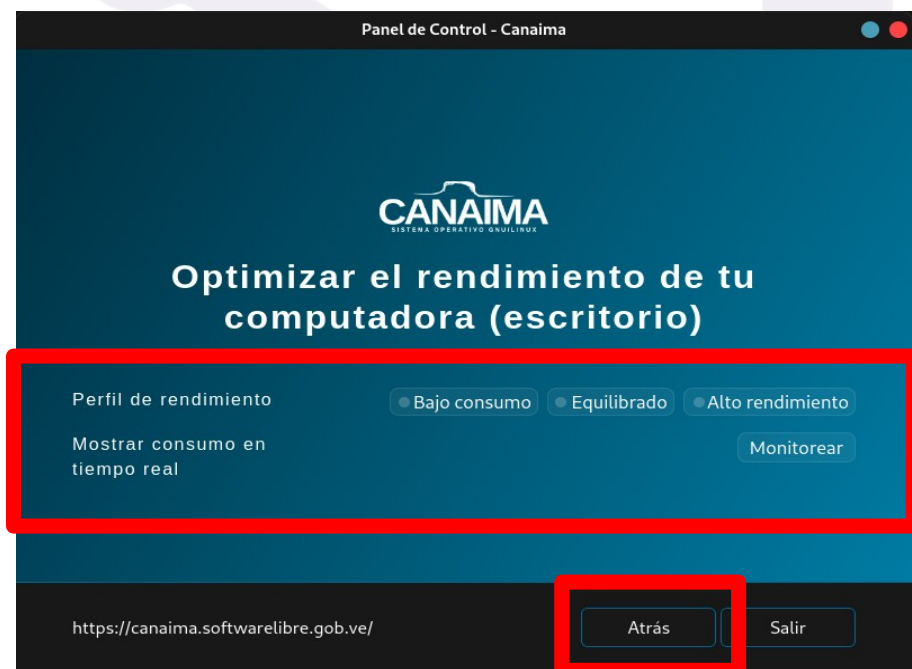 Panel de Control - Canaima
CANAIMA
SISTEMA OPERATIVO GNU/LINUX
Optimizar el rendimiento de tu
computadora (escritorio)
Perfil de rendimiento Bajo consumo Equilibrado Alto rendimiento
Mostrar consumo en
tiempo real Monitorear
https://canaima.softwarelibre.gob.ve/ Atrás Salir